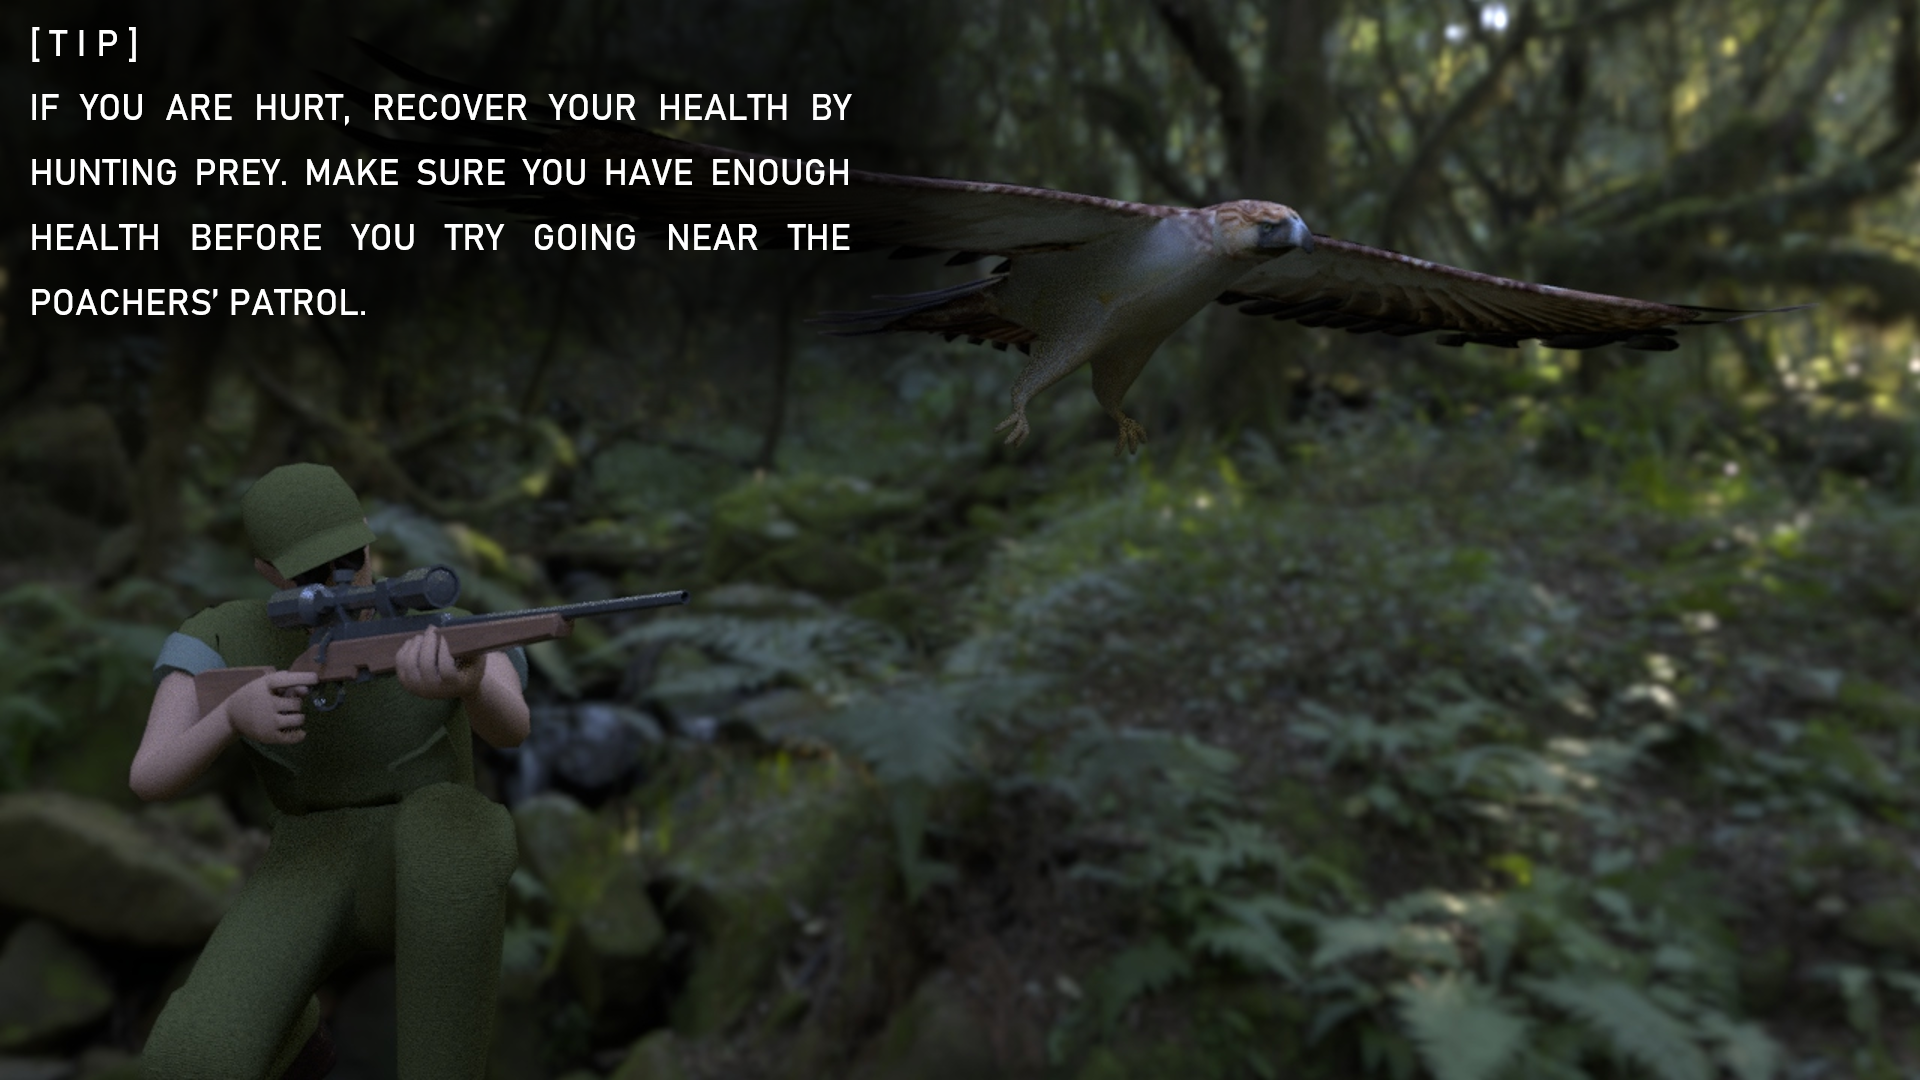 [TIP]
IF YOU ARE HURT, RECOVER YOUR HEALTH BY
HUNTING PREY. MAKE SURE YOU HAVE ENOUGH
HEALTH BEFORE YOU TRY GOING NEAR THE
POACHERS’ PATROL.